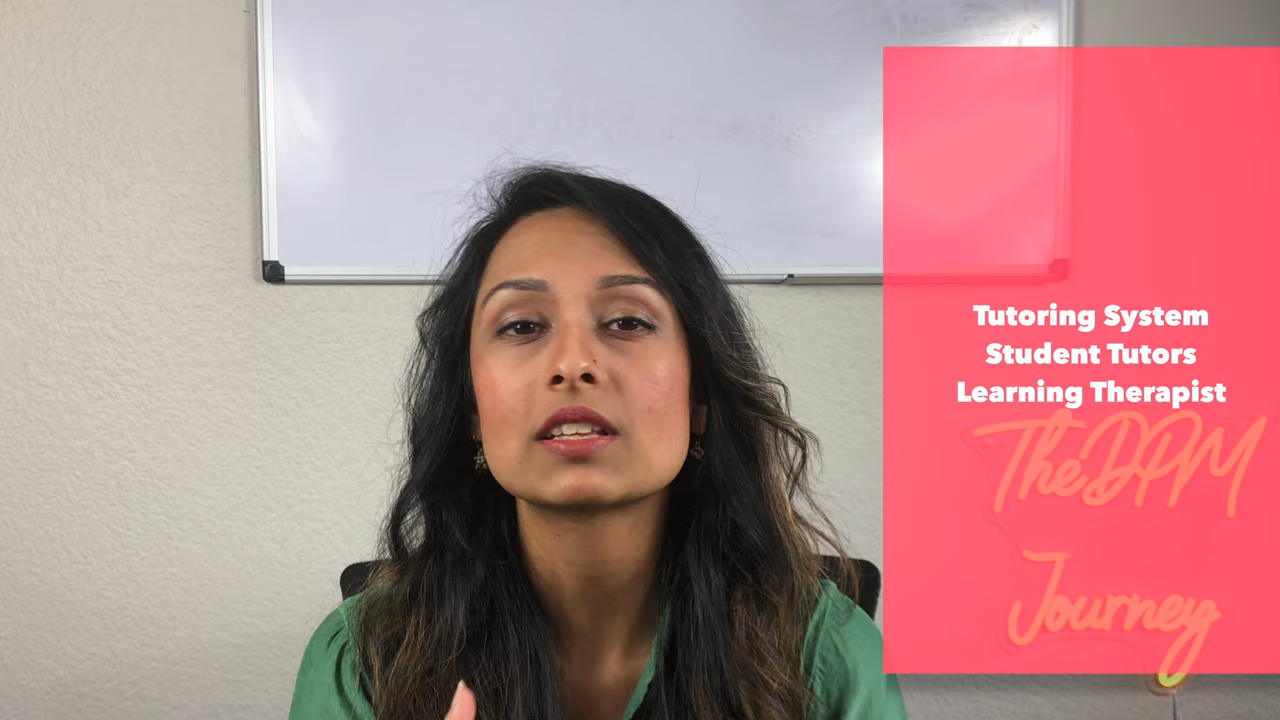 Tutoring System
Student Tutors
Learning Therapist
TheDPM
Journey